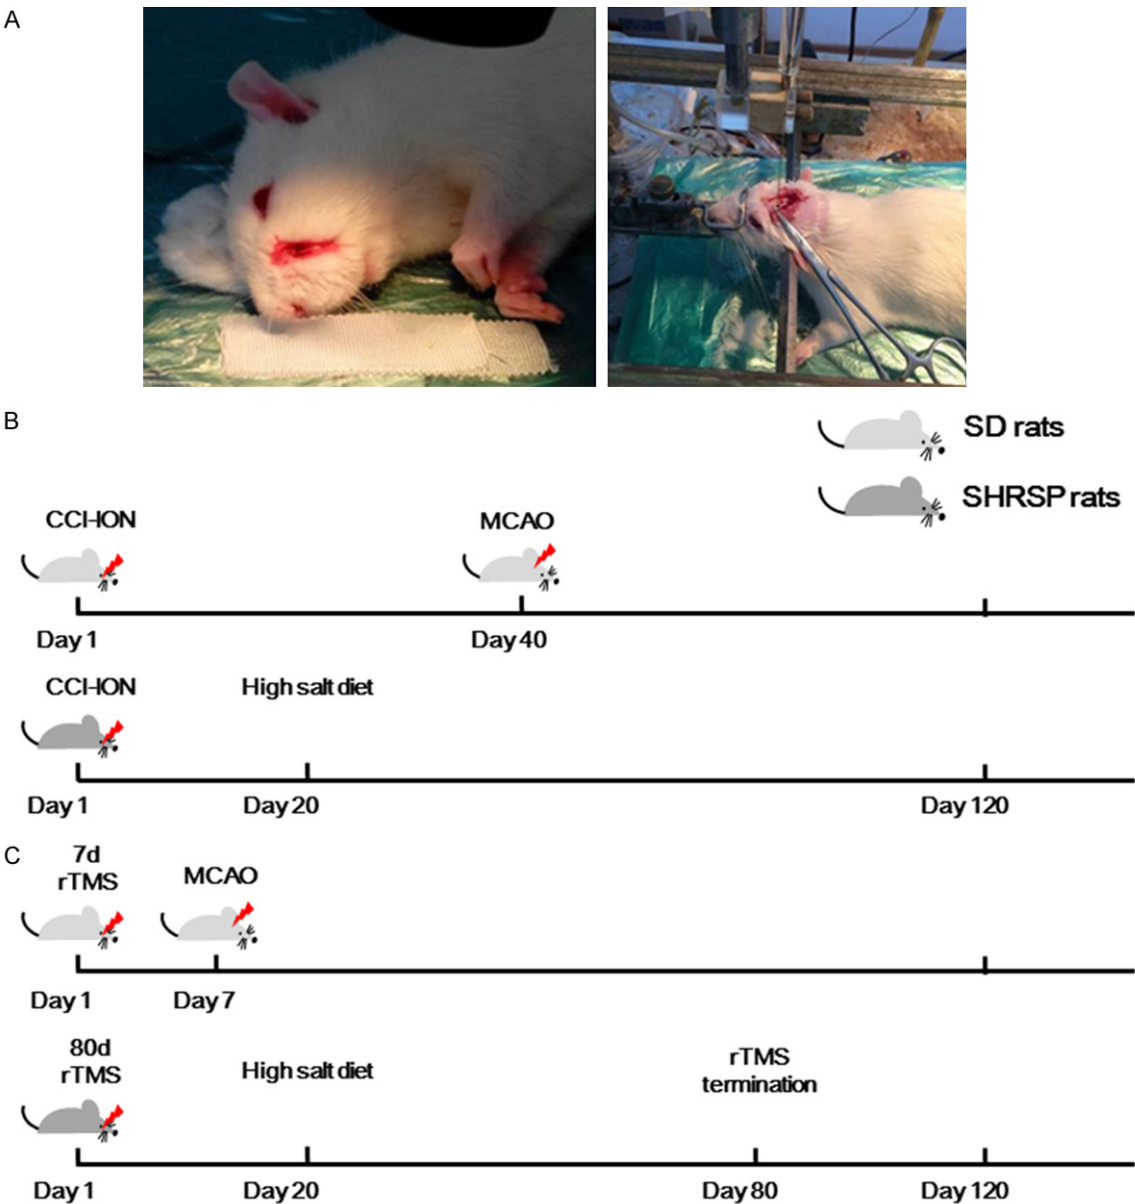 A
B
SD rats
SHRSP rats
CCI-ION
MCAO
Day 1
Day 40
CCI-ION
High salt diet
Day 1
Day 20
Day 120
C
7d
rTMS
MCAO
Day 1
Day 7
80d
rTMS
High salt diet
rTMS
termination
Day 1
Day 20
Day 80
Day 120